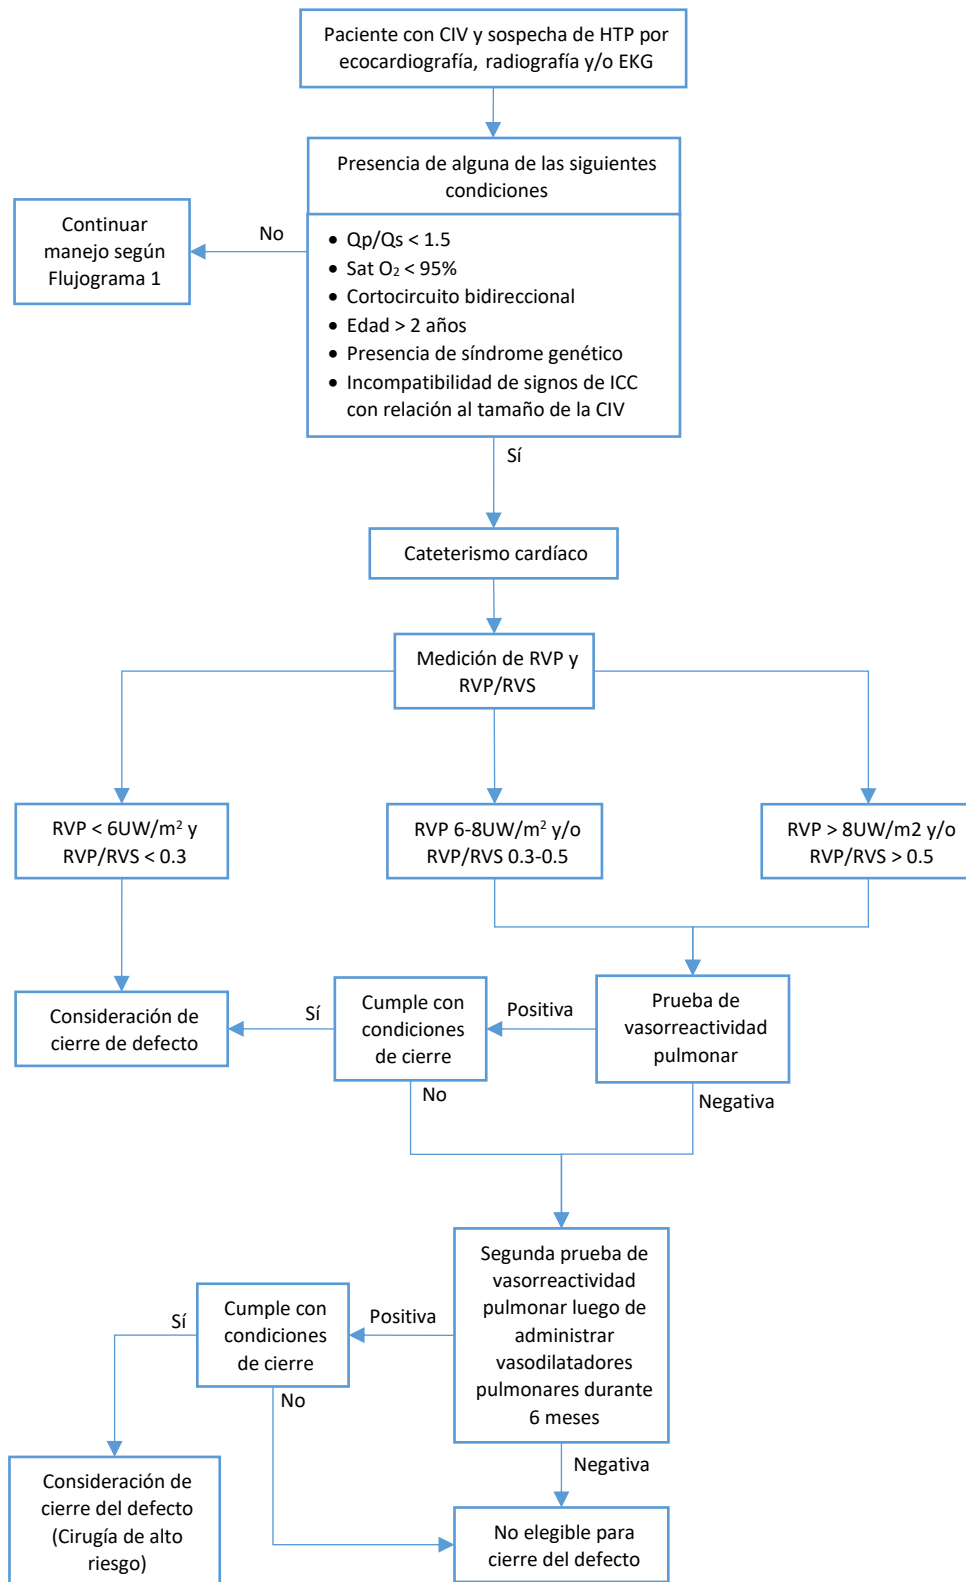 Paciente con CIV y sospecha de HTP por
ecocardiografía, radiografía y/o EKG
Presencia de alguna de las siguientes
condiciones
No
Continuar
manejo según
Flujograma 1
• Qp/Qs < 1.5
• Sat O₂ < 95%
• Cortocircuito bidireccional
• Edad > 2 años
• Presencia de síndrome genético
• Incompatibilidad de signos de ICC
con relación al tamaño de la CIV
Sí
Cateterismo cardíaco
Medición de RVP y
RVP/RVS
RVP < 6UW/m² y
RVP/RVS < 0.3
RVP 6-8UW/m² y/o
RVP/RVS 0.3-0.5
RVP > 8UW/m2 y/o
RVP/RVS > 0.5
Prueba de
vasorreactividad
pulmonar
Positiva
Cumple con
condiciones
de cierre
Sí
Consideración de
cierre de defecto
No
Negativa
Segunda prueba de
vasorreactividad
pulmonar luego de
administrar
vasodilatadores
pulmonares durante
6 meses
Positiva
Cumple con
condiciones
de cierre
Sí
No
Negativa
Consideración de
cierre del defecto
(Cirugía de alto
riesgo)
No elegible para
cierre del defecto